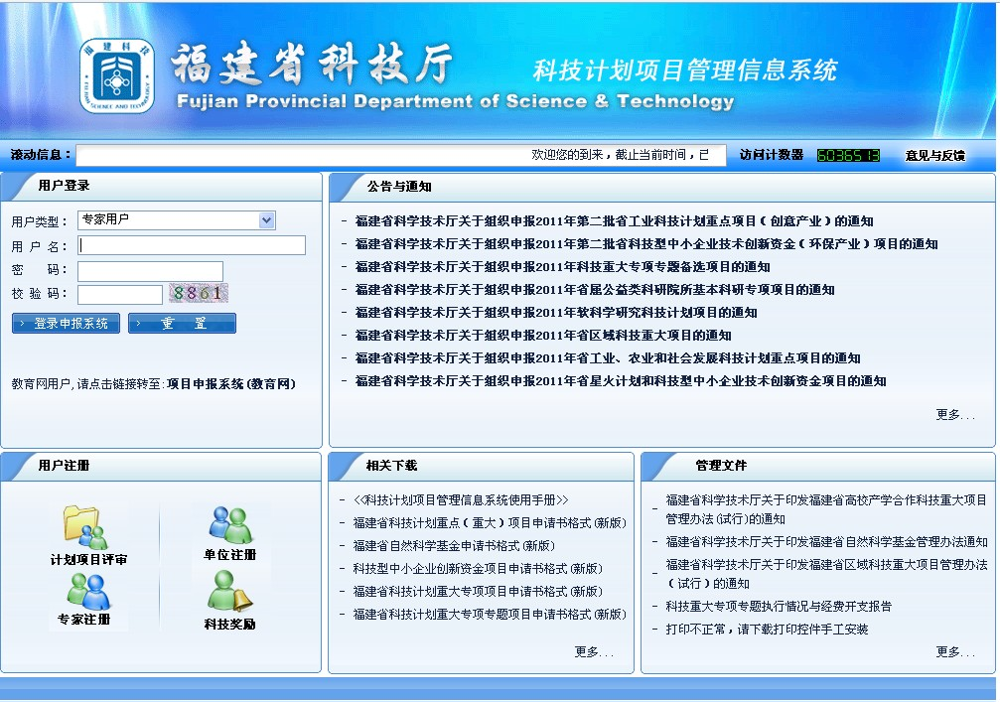 福建科技
FUJIAN SCIENCE AND TECHNOLOGY
福建省科技厅
科技计划项目管理信息系统
Fujian Provincial Department of Science & Technology
滚动信息：
欢迎您的到来，截止当前时间，已
访问计数器
6036513
意见与反馈
用户登录
用户类型：
专家用户
用 户 名：
密 码：
校 验 码：
8861
登录申报系统
重 置
教育网用户,请点击链接转至:项目申报系统(教育网)
公告与通知
- 福建省科学技术厅关于组织申报2011年第二批省工业科技计划重点项目（创意产业）的通知
- 福建省科学技术厅关于组织申报2011年第二批省科技型中小企业技术创新资金（环保产业）项目的通知
- 福建省科学技术厅关于组织申报2011年科技重大专项专题备选项目的通知
- 福建省科学技术厅关于组织申报2011年省属公益类科研院所基本科研专项项目的通知
- 福建省科学技术厅关于组织申报2011年软科学研究科技计划项目的通知
- 福建省科学技术厅关于组织申报2011年省区域科技重大项目的通知
- 福建省科学技术厅关于组织申报2011年省工业、农业和社会发展科技计划重点项目的通知
- 福建省科学技术厅关于组织申报2011年省星火计划和科技型中小企业技术创新资金项目的通知
更多...
用户注册
计划项目评审
单位注册
专家注册
科技奖励
相关下载
- <<科技计划项目管理信息系统使用手册>>
- 福建省科技计划重点（重大）项目申请书格式(新版)
- 福建省自然科学基金申请书格式(新版)
- 科技型中小企业创新资金项目申请书格式(新版)
- 福建省科技计划重大专项项目申请书格式(新版)
- 福建省科技计划重大专项专题项目申请书格式(新版)
更多...
管理文件
- 福建省科学技术厅关于印发福建省高校产学合作科技重大项目
管理办法(试行)的通知
- 福建省科学技术厅关于印发福建省自然科学基金管理办法通知
- 福建省科学技术厅关于印发福建省区域科技重大项目管理办法
（试行）的通知
- 科技重大专项专题执行情况与经费开支报告
- 打印不正常，请下载打印控件手工安装
更多...